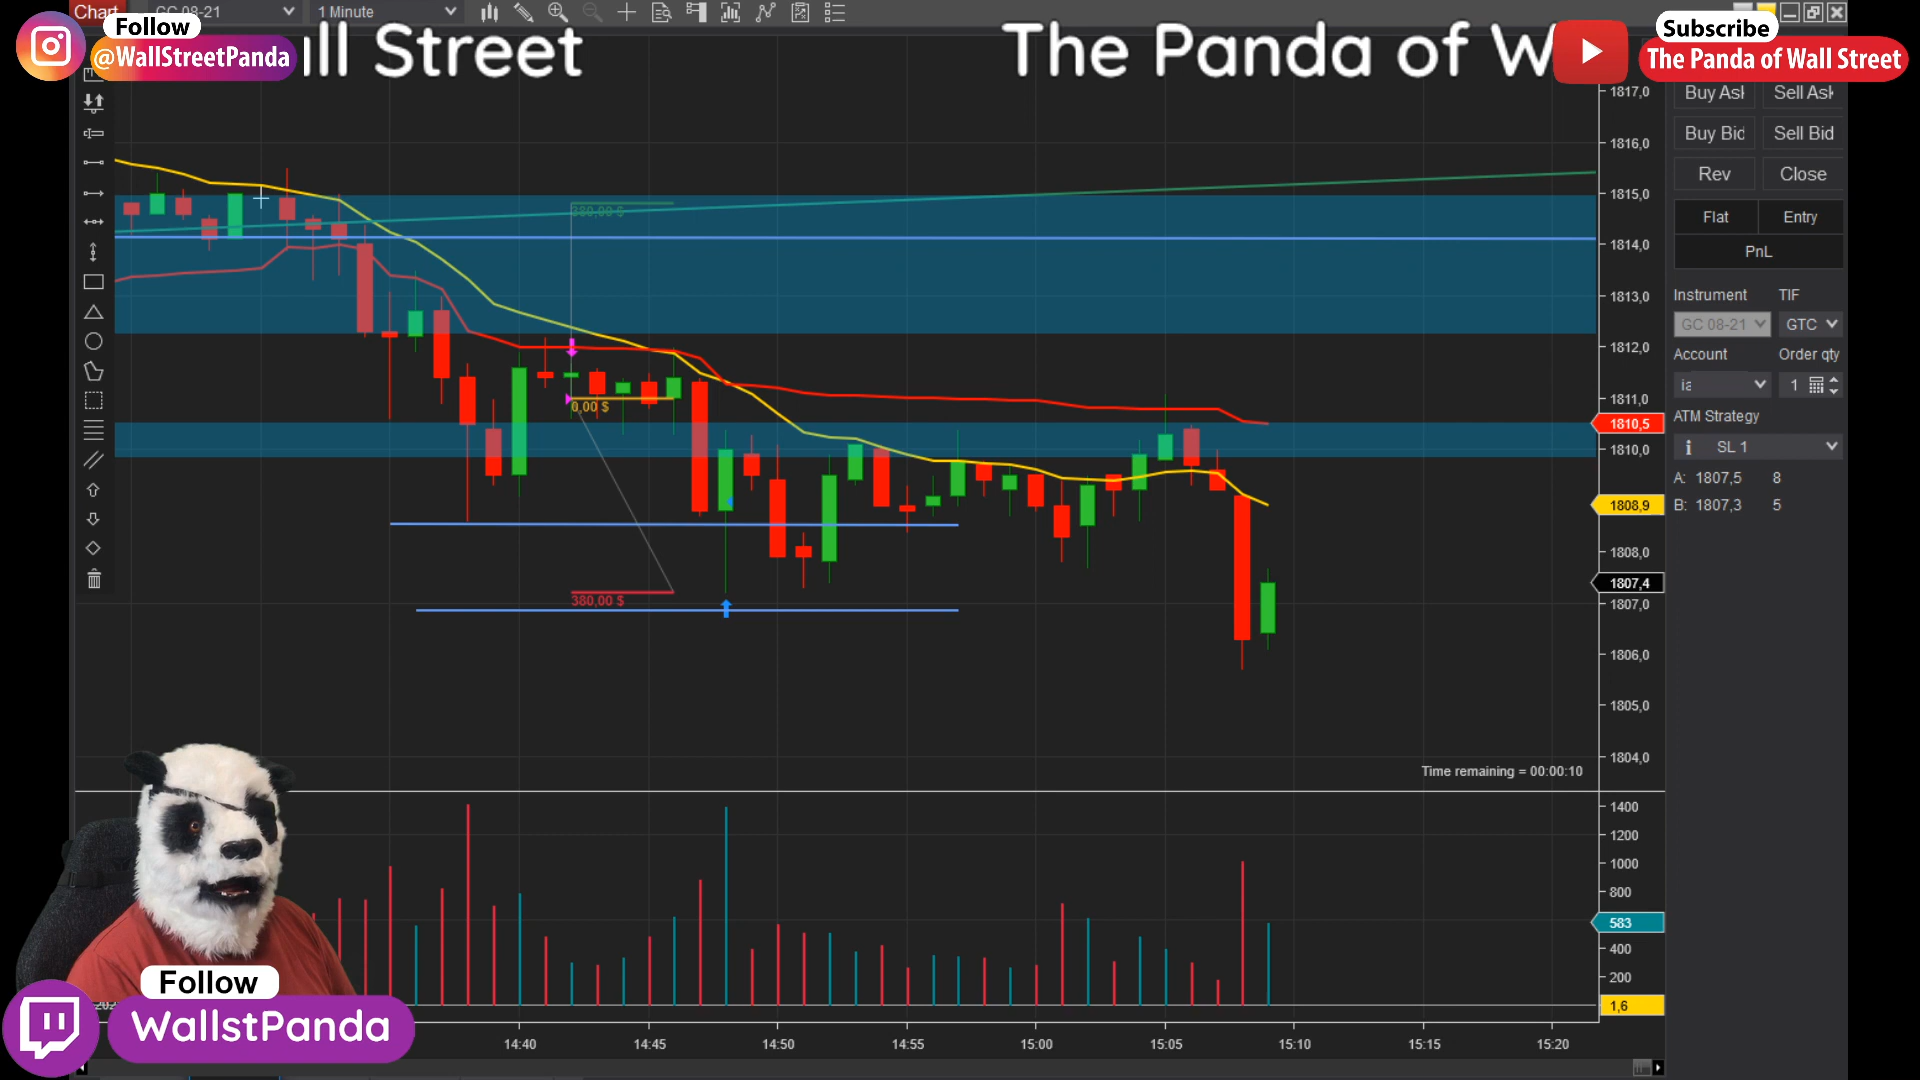 Chart
GC 08-21
1 Minute
Follow
@WallStreetPanda
ll Street
The Panda of W
Subscribe
The Panda of Wall Street
1817,0
1816,0
1815,0
1814,0
1813,0
1812,0
1811,0
1810,5
1810,0
1808,9
1808,0
1807,4
1807,0
1806,0
1805,0
1804,0
380,00 $
0,00 $
380,00 $
Time remaining = 00:00:10
1400
1200
1000
800
583
400
200
1,6
14:40
14:45
14:50
14:55
15:00
15:05
15:10
15:15
15:20
Buy Ask
Sell Ask
Buy Bid
Sell Bid
Rev
Close
Flat
Entry
PnL
Instrument
TIF
GC 08-21
GTC
Account
Order qty
1
ATM Strategy
SL 1
A: 1807,5 8
B: 1807,3 5
Follow
WallstPanda